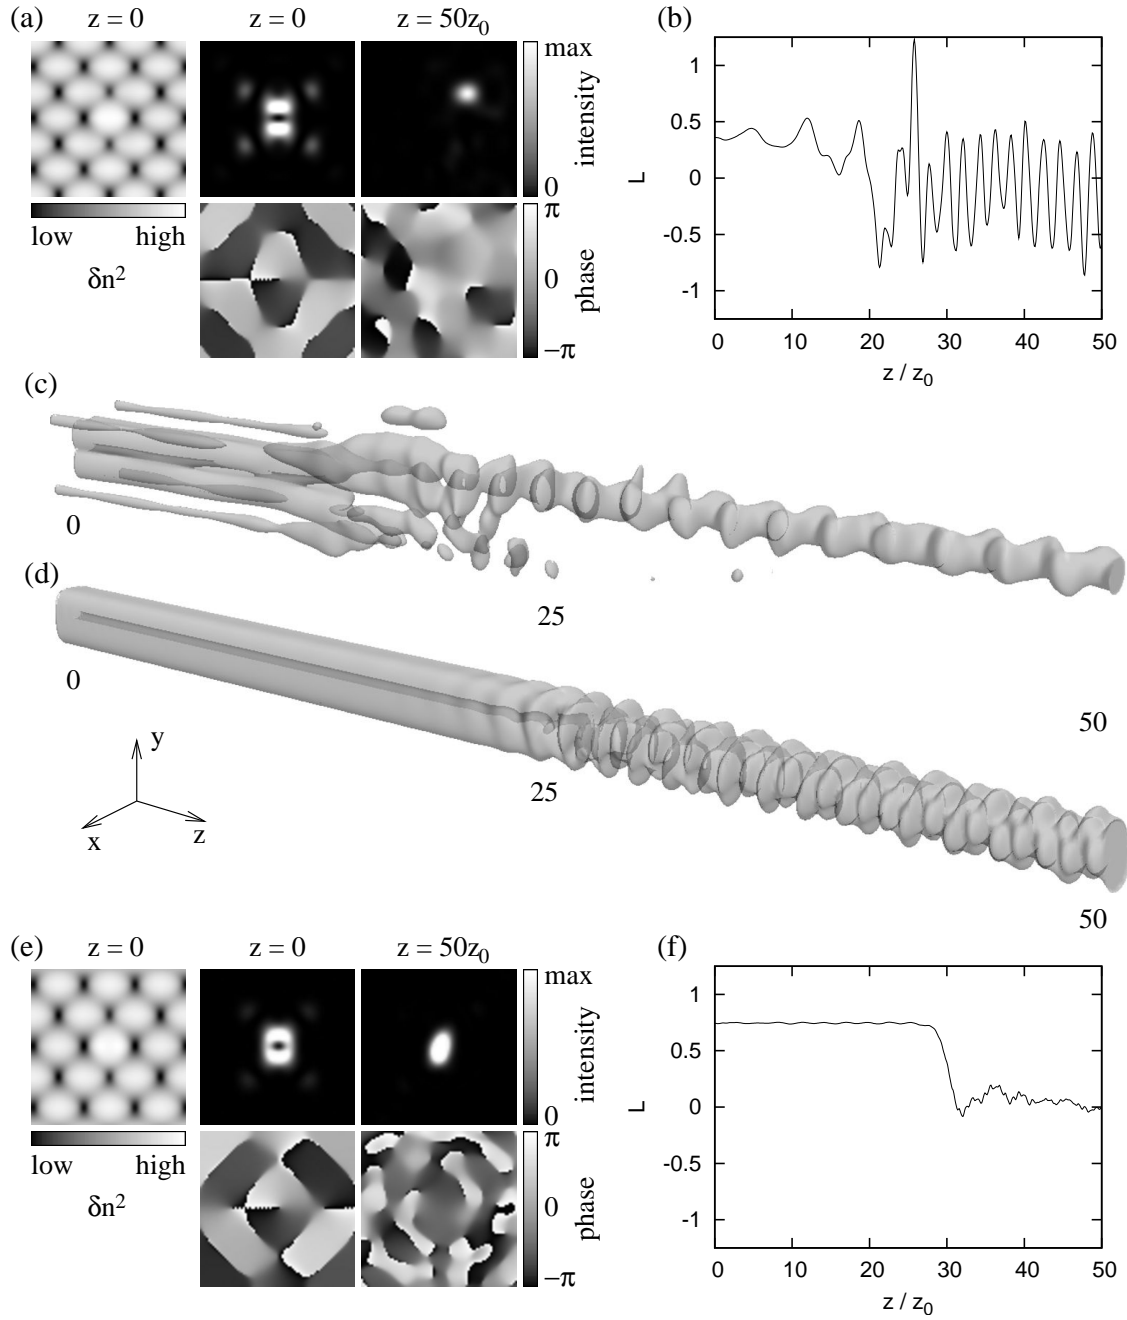 (a) z = 0 z = 0 z = 50z₀ (b)
max
intensity
0
low high
δn²
π
0
phase
−π
1
0.5
0
-0.5
-1
L
0 10 20 30 40 50
z / z₀
(c)
0
25
50
(d)
0
25
50
y
x
z
(e) z = 0 z = 0 z = 50z₀ (f)
max
intensity
0
low high
δn²
π
0
phase
−π
1
0.5
0
-0.5
-1
L
0 10 20 30 40 50
z / z₀